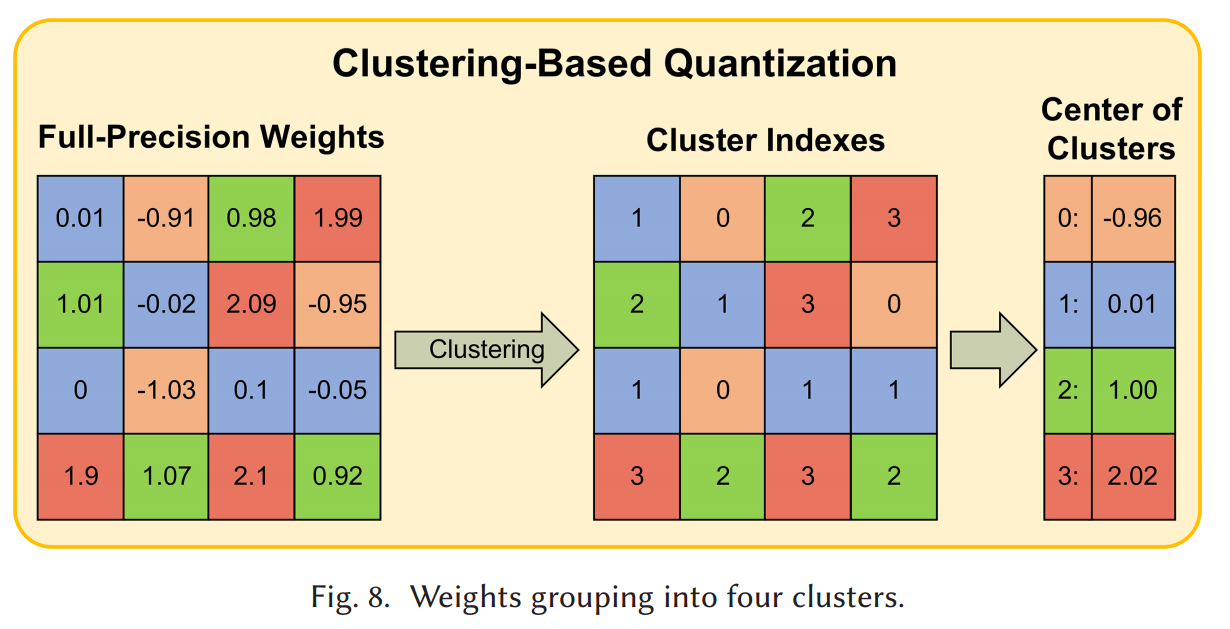 Clustering-Based Quantization
Full-Precision Weights
0.01 -0.91 0.98 1.99
1.01 -0.02 2.09 -0.95
0 -1.03 0.1 -0.05
1.9 1.07 2.1 0.92
Clustering
Cluster Indexes
1 0 2 3
2 1 3 0
1 0 1 1
3 2 3 2
Center of
Clusters
0: -0.96
1: 0.01
2: 1.00
3: 2.02
Fig. 8. Weights grouping into four clusters.